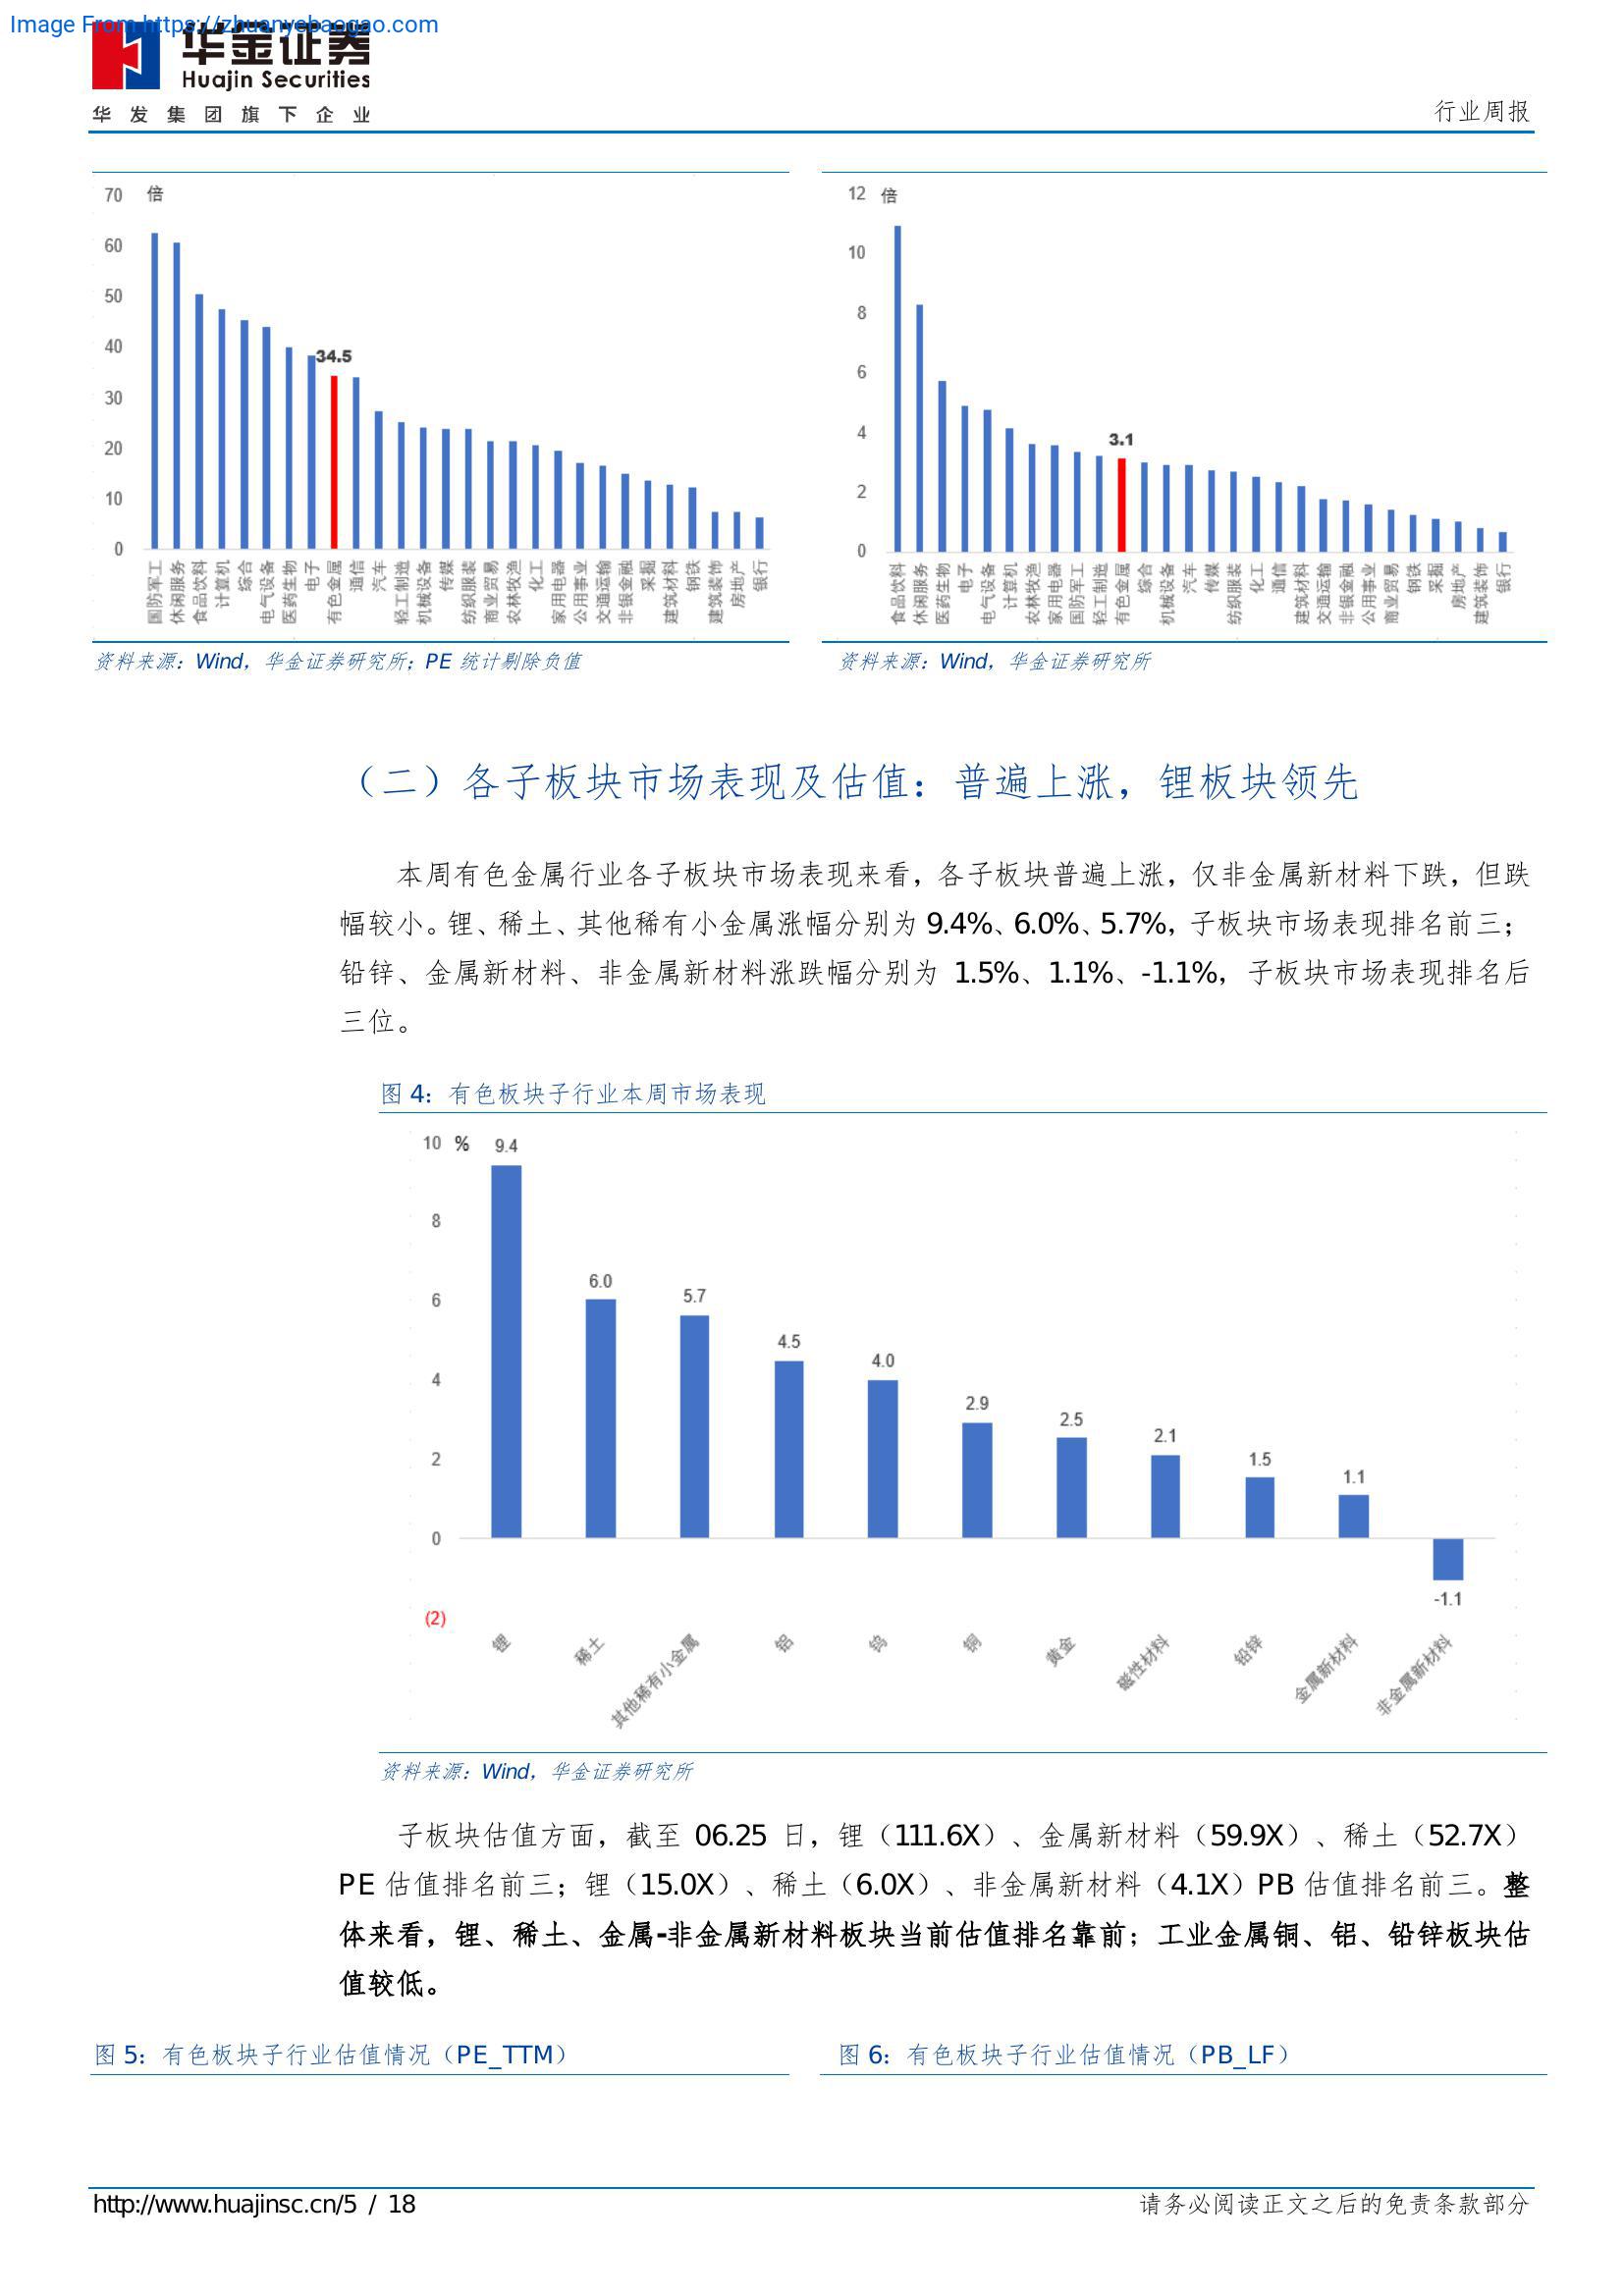 Image From https://zhuanyebaogao.com
华金证券
Huajin Securities
华发集团旗下企业
行业周报
70 倍
60
50
40
30
20
10
0
34.5
国防军工 休闲服务 食品饮料 计算机 综合 电气设备 医药生物 电子 有色金属 通信 汽车 轻工制造 机械设备 传媒 纺织服装 商业贸易 农林牧渔 化工 家用电器 公用事业 交通运输 非银金融 采掘 建筑材料 钢铁 建筑装饰 房地产 银行
资料来源：Wind，华金证券研究所；PE 统计剔除负值
12 倍
10
8
6
4
2
0
3.1
食品饮料 休闲服务 医药生物 电子 电气设备 计算机 农林牧渔 家用电器 国防军工 轻工制造 有色金属 综合 机械设备 汽车 传媒 纺织服装 化工 通信 建筑材料 交通运输 非银金融 公用事业 商业贸易 钢铁 采掘 房地产 建筑装饰 银行
资料来源：Wind，华金证券研究所
（二）各子板块市场表现及估值：普遍上涨，锂板块领先
本周有色金属行业各子板块市场表现来看，各子板块普遍上涨，仅非金属新材料下跌，但跌
幅较小。锂、稀土、其他稀有小金属涨幅分别为 9.4%、6.0%、5.7%，子板块市场表现排名前三；
铅锌、金属新材料、非金属新材料涨跌幅分别为 1.5%、1.1%、-1.1%，子板块市场表现排名后
三位。
图 4：有色板块子行业本周市场表现
10 %
8
6
4
2
0
(2)
9.4 6.0 5.7 4.5 4.0 2.9 2.5 2.1 1.5 1.1 -1.1
锂 稀土 其他稀有小金属 铝 钨 铜 黄金 磁性材料 铅锌 金属新材料 非金属新材料
资料来源：Wind，华金证券研究所
子板块估值方面，截至 06.25 日，锂（111.6X）、金属新材料（59.9X）、稀土（52.7X）
PE 估值排名前三；锂（15.0X）、稀土（6.0X）、非金属新材料（4.1X）PB 估值排名前三。整
体来看，锂、稀土、金属-非金属新材料板块当前估值排名靠前；工业金属铜、铝、铅锌板块估
值较低。
图 5：有色板块子行业估值情况（PE_TTM）
图 6：有色板块子行业估值情况（PB_LF）
http://www.huajinsc.cn/5 / 18
请务必阅读正文之后的免责条款部分